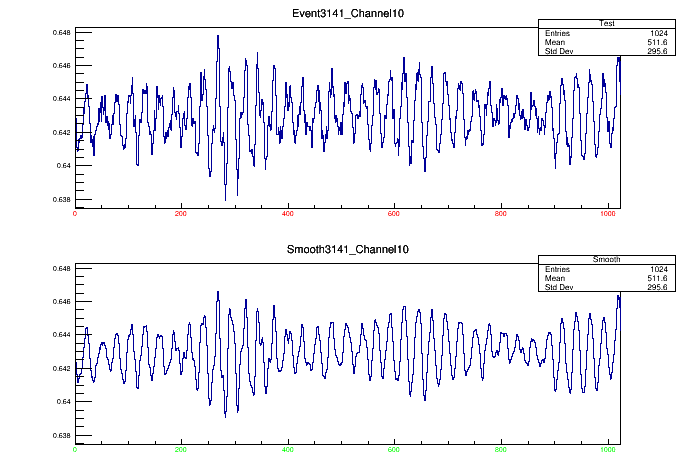 Event3141_Channel10
Test
Entries 1024
Mean 511.6
Std Dev 295.6
0.648
0.646
0.644
0.642
0.64
0.638
0 200 400 600 800 1000
Smooth3141_Channel10
Smooth
Entries 1024
Mean 511.6
Std Dev 295.6
0.648
0.646
0.644
0.642
0.64
0.638
0 200 400 600 800 1000